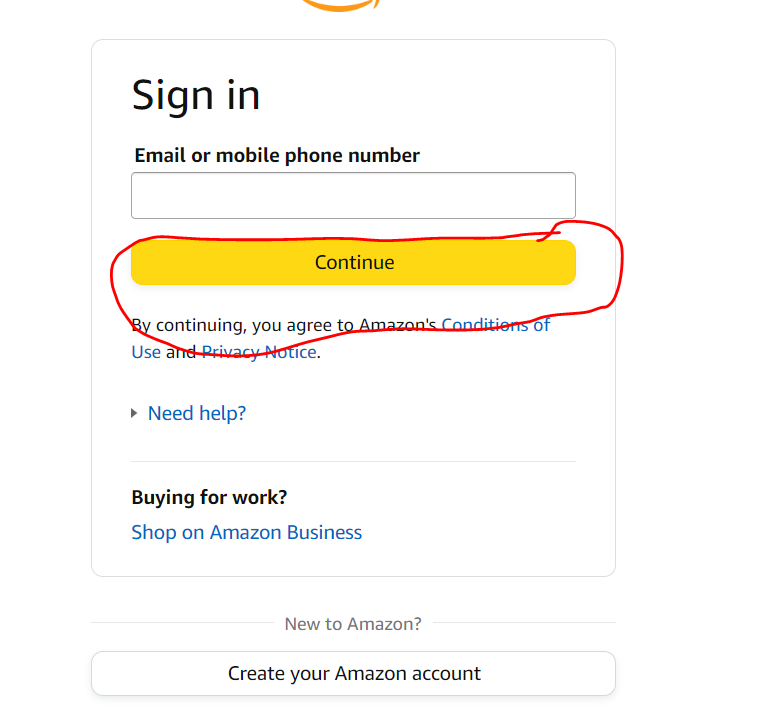 Sign in
Email or mobile phone number
Continue
By continuing, you agree to Amazon's Conditions of
Use and Privacy Notice.
Need help?
Buying for work?
Shop on Amazon Business
New to Amazon?
Create your Amazon account